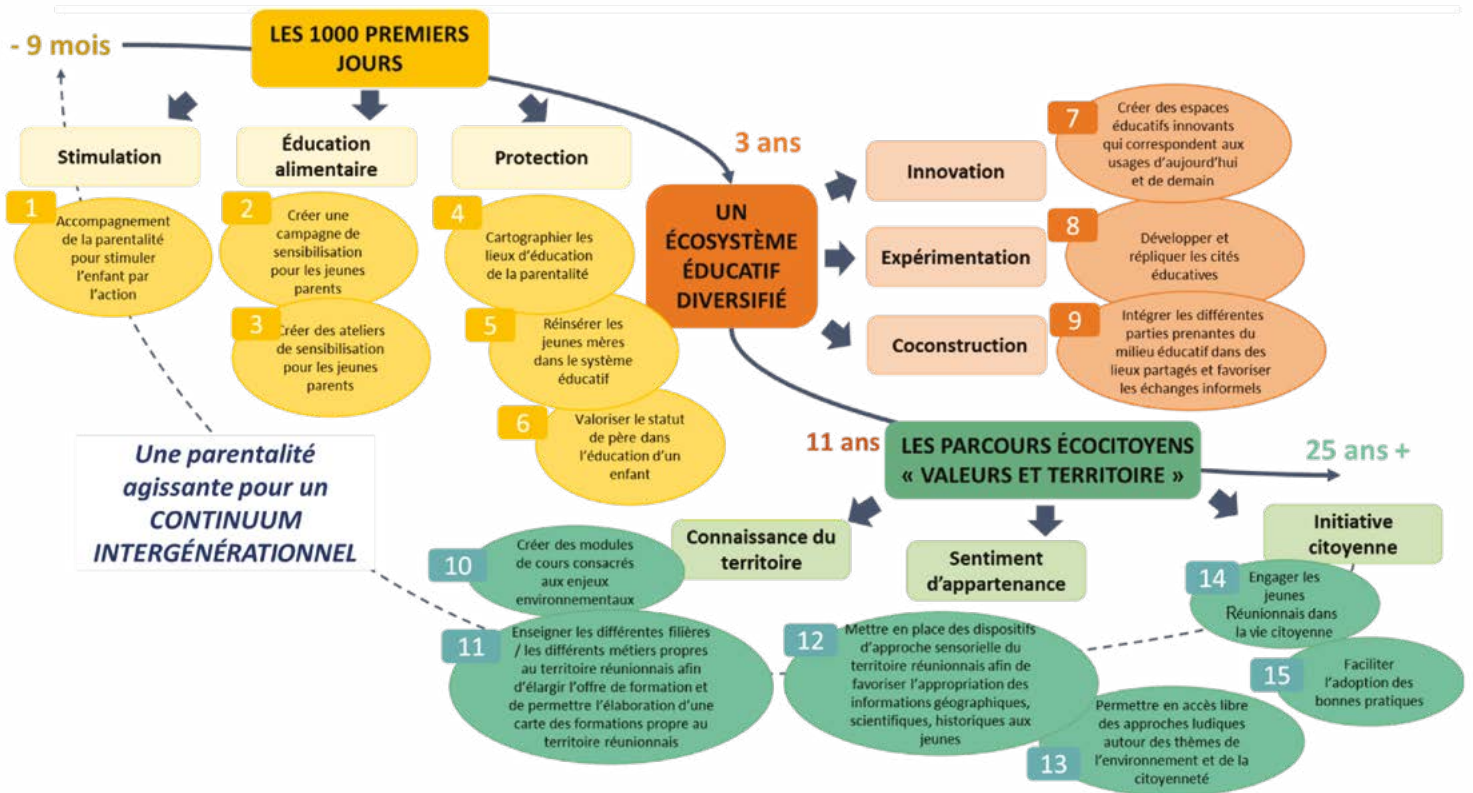 - 9 mois
LES 1000 PREMIERS
JOURS
Stimulation
Éducation
alimentaire
Protection
1
Accompagnement
de la parentalité
pour stimuler
l'enfant par
l'action
2
Créer une
campagne de
sensibilisation
pour les jeunes
parents
3
Créer des ateliers
de sensibilisation
pour les jeunes
parents
4
Cartographier les
lieux d'éducation
de la parentalité
5
Réinsérer les
jeunes mères
dans le système
éducatif
6
Valoriser le statut
de père dans
l'éducation d'un
enfant
3 ans
UN
ÉCOSYSTÈME
ÉDUCATIF
DIVERSIFIÉ
Innovation
Expérimentation
Coconstruction
7
Créer des espaces
éducatifs innovants
qui correspondent aux
usages d'aujourd'hui
et de demain
8
Développer et
répliquer les cités
éducatives
9
Intégrer les différentes
parties prenantes du
milieu éducatif dans des
lieux partagés et favoriser
les échanges informels
Une parentalité
agissante pour un
CONTINUUM
INTERGÉNÉRATIONNEL
11 ans
LES PARCOURS ÉCOCITOYENS
« VALEURS ET TERRITOIRE »
25 ans +
Connaissance du
territoire
Sentiment
d'appartenance
Initiative
citoyenne
10
Créer des modules
de cours consacrés
aux enjeux
environnementaux
11
Enseigner les différentes filières
/ les différents métiers propres
au territoire réunionnais afin
d'élargir l'offre de formation et
de permettre l'élaboration d'une
carte des formations propre au
territoire réunionnais
12
Mettre en place des dispositifs
d'approche sensorielle du
territoire réunionnais afin de
favoriser l'appropriation des
informations géographiques,
scientifiques, historiques aux
jeunes
13
Permettre en accès libre
des approches ludiques
autour des thèmes de
l'environnement et de la
citoyenneté
14
Engager les
jeunes
Réunionnais dans
la vie citoyenne
15
Faciliter
l'adoption des
bonnes pratiques